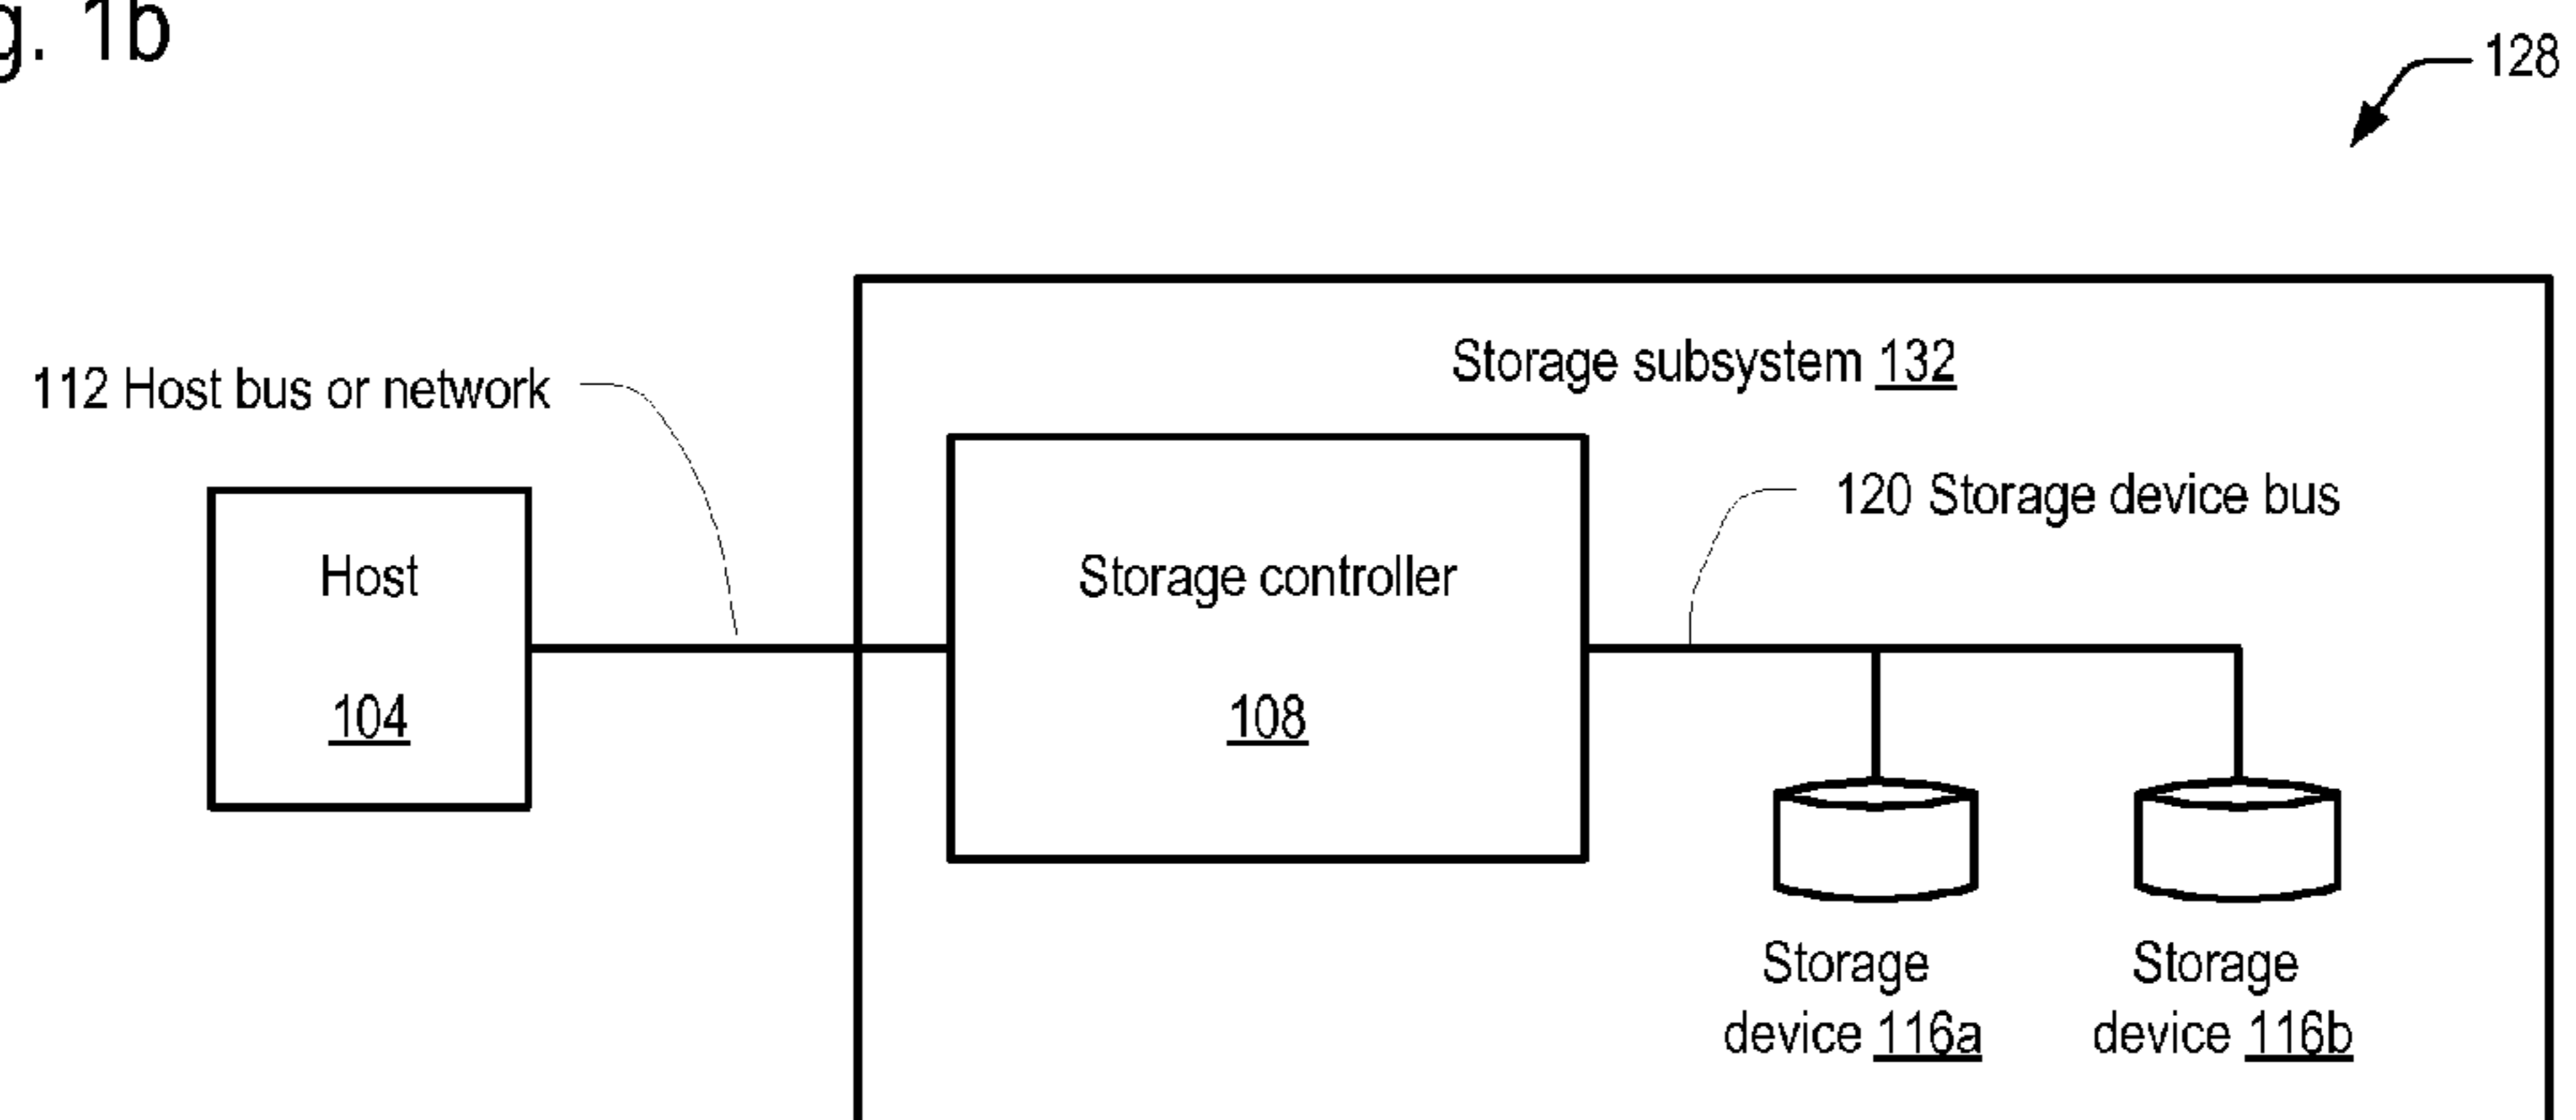 g. 1b
128
Storage subsystem 132
112 Host bus or network
120 Storage device bus
Host
104
Storage controller
108
Storage
device 116a
Storage
device 116b